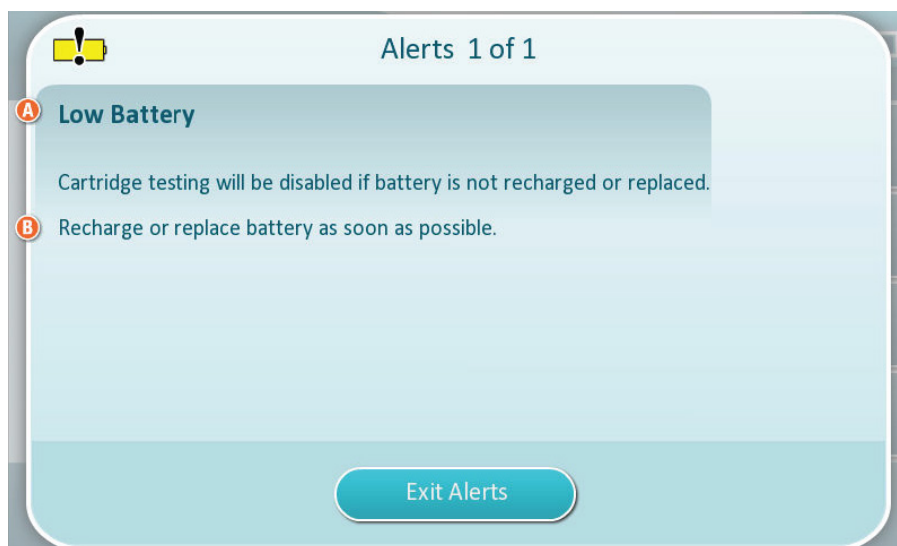 Alerts 1 of 1
A Low Battery
Cartridge testing will be disabled if battery is not recharged or replaced.
B Recharge or replace battery as soon as possible.
Exit Alerts